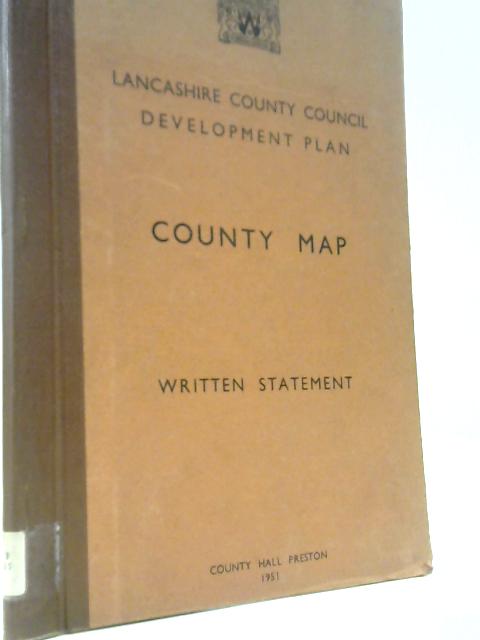 LANCASHIRE COUNTY COUNCIL
DEVELOPMENT PLAN
COUNTY MAP
WRITTEN STATEMENT
COUNTY HALL PRESTON
1951